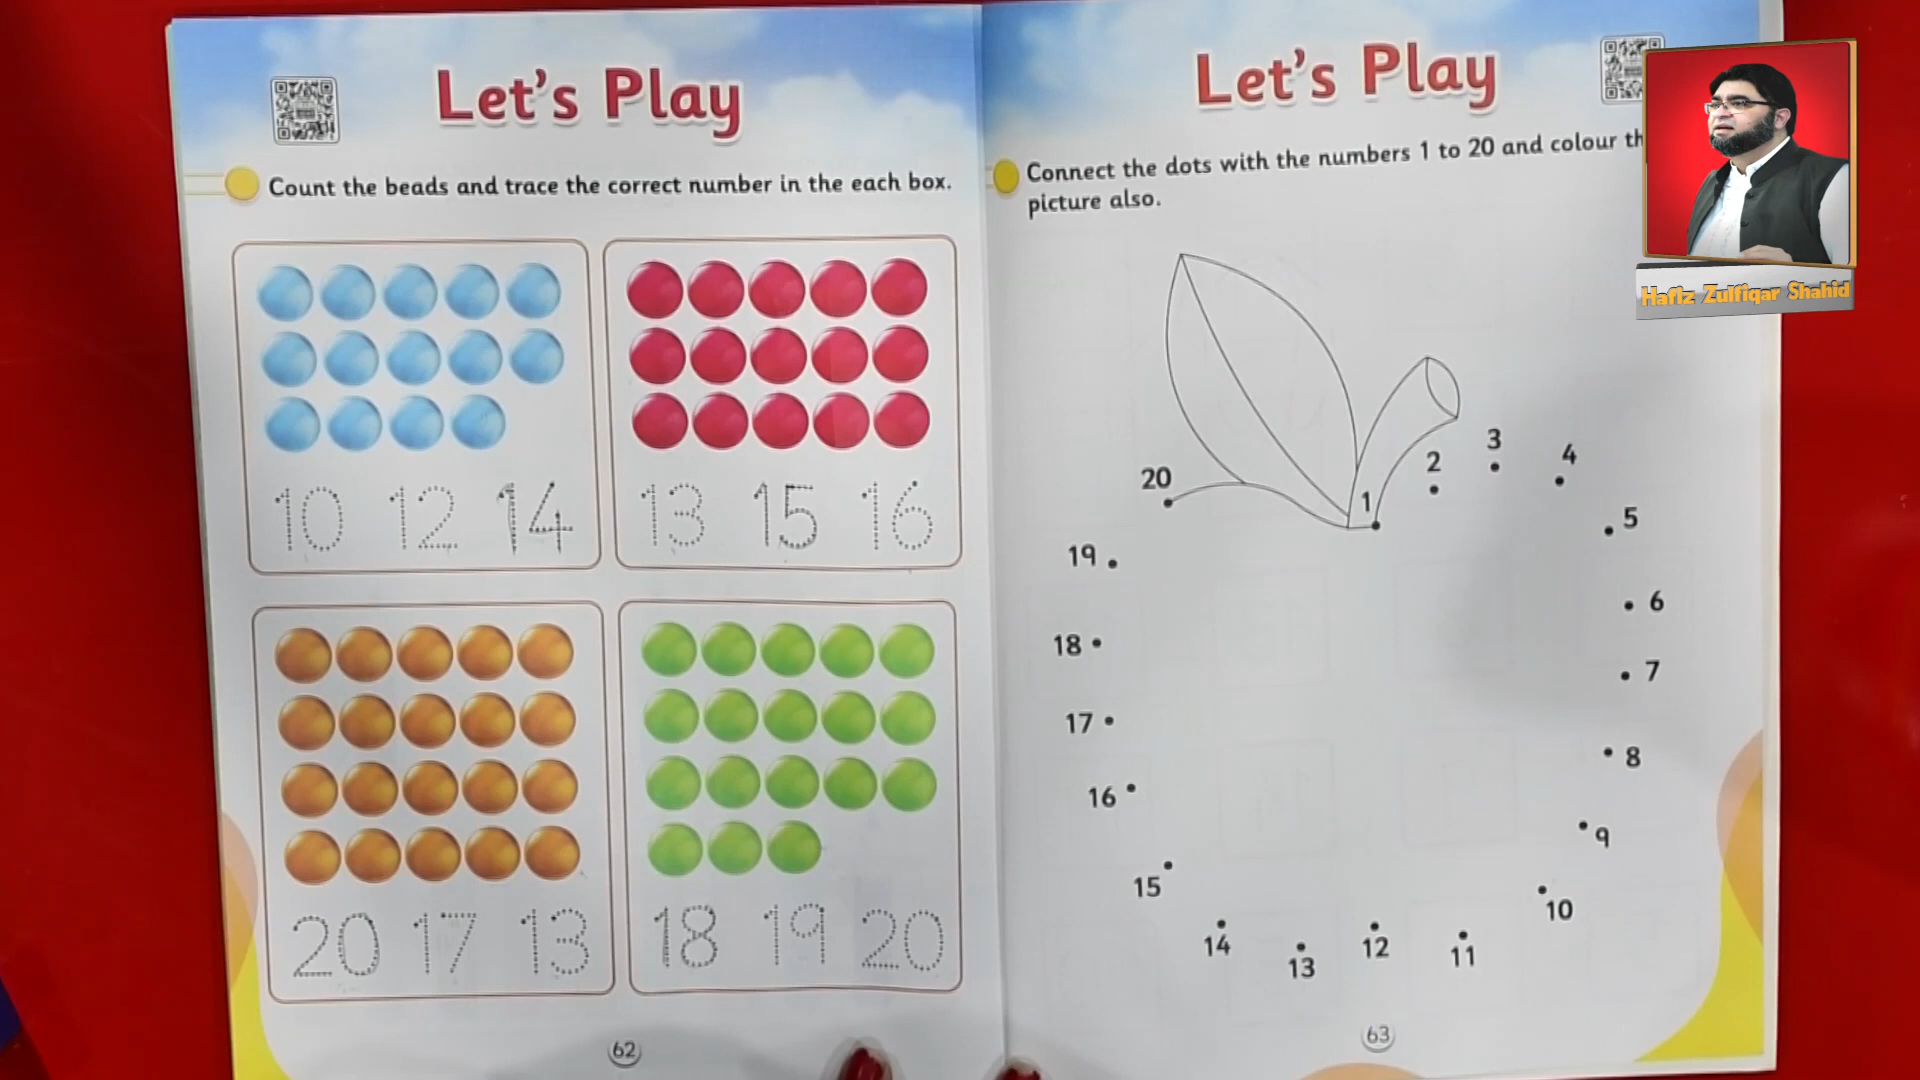 Let's Play
Count the beads and trace the correct number in the each box.
10 12 14
13 15 16
20 17 13
18 19 20
62
Let's Play
Connect the dots with the numbers 1 to 20 and colour th
picture also.
1
2
3
4
5
6
7
8
9
10
11
12
13
14
15
16
17
18
19
20
63
Hafiz Zulfiqar Shahid